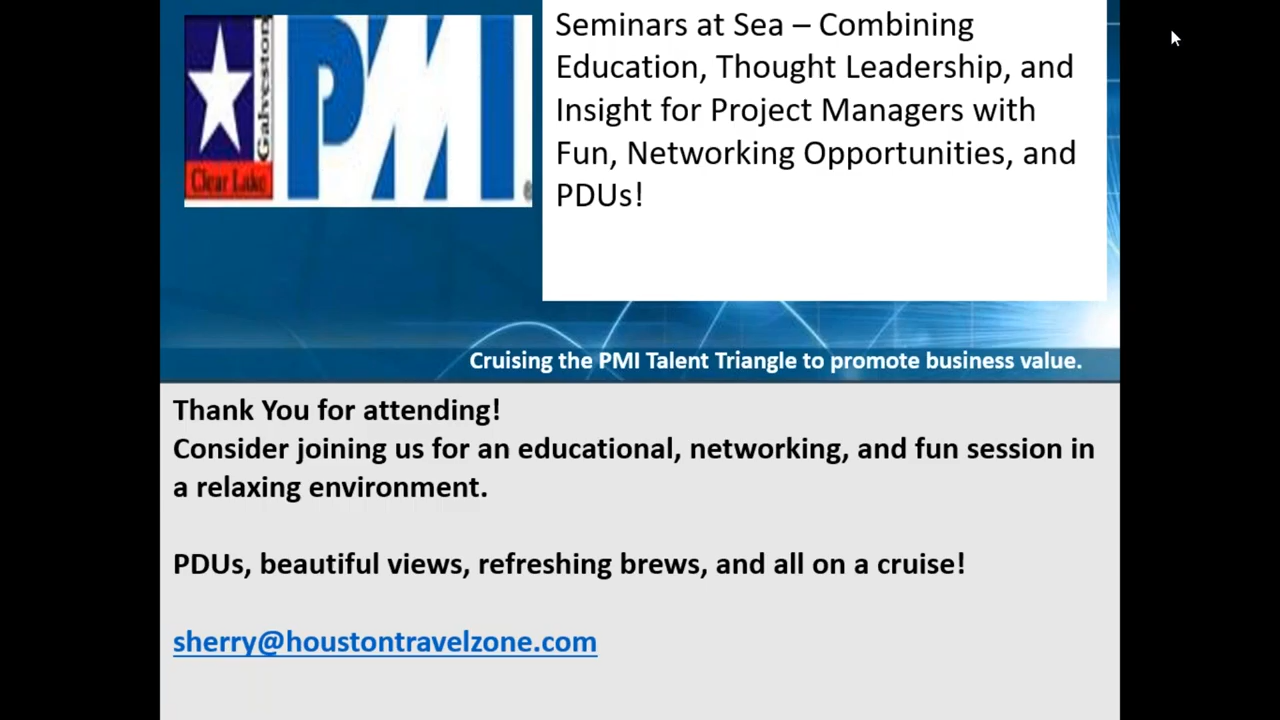 Galveston
Clear Lake
PMI
®
Seminars at Sea – Combining
Education, Thought Leadership, and
Insight for Project Managers with
Fun, Networking Opportunities, and
PDUs!
Cruising the PMI Talent Triangle to promote business value.
Thank You for attending!
Consider joining us for an educational, networking, and fun session in
a relaxing environment.
PDUs, beautiful views, refreshing brews, and all on a cruise!
sherry@houstontravelzone.com